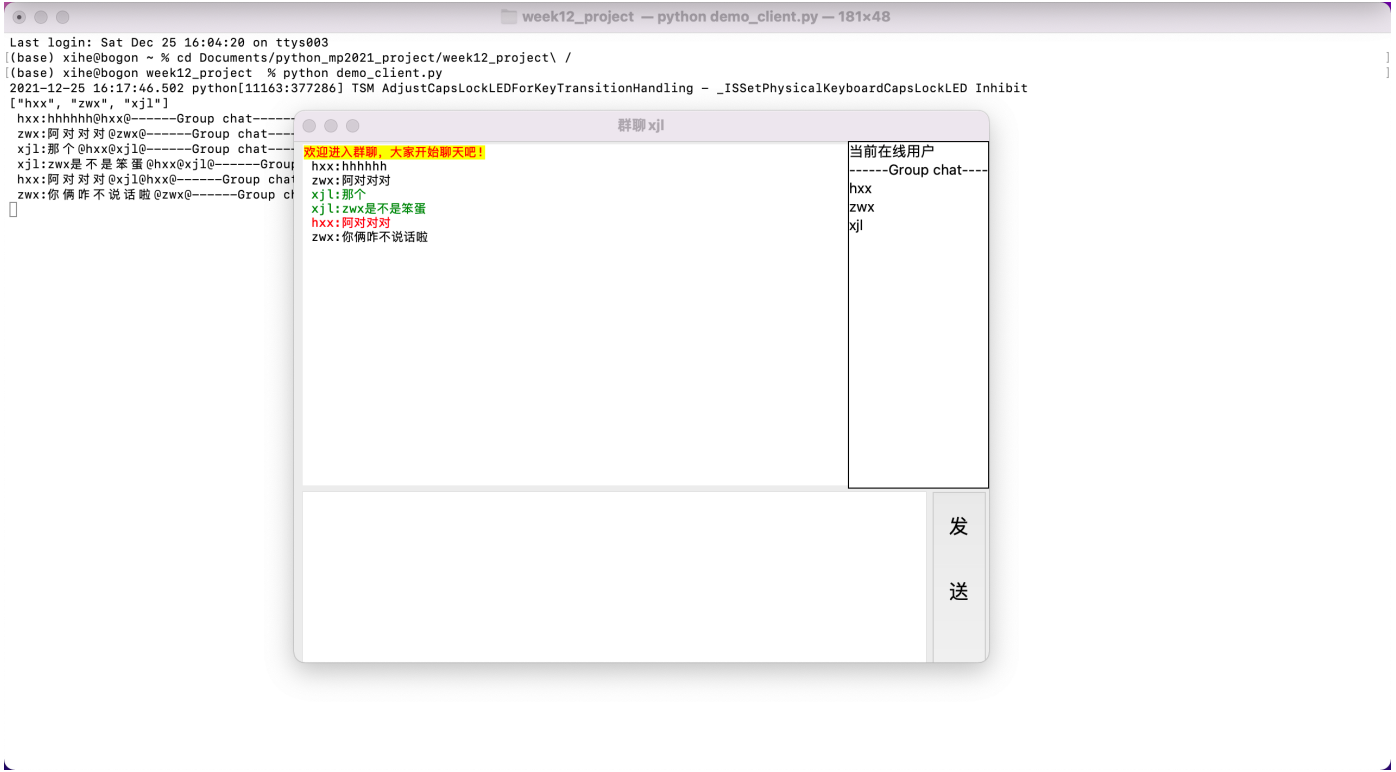 week12_project — python demo_client.py — 181×48
Last login: Sat Dec 25 16:04:20 on ttys003
[(base) xihe@bogon ~ % cd Documents/python_mp2021_project/week12_project\ / ]
[(base) xihe@bogon week12_project  % python demo_client.py ]
2021-12-25 16:17:46.502 python[11163:377286] TSM AdjustCapsLockLEDForKeyTransitionHandling - _ISSetPhysicalKeyboardCapsLockLED Inhibit
["hxx", "zwx", "xjl"]
hxx:hhhhhh@hxx@------Group chat------
zwx:阿对对对@zwx@------Group chat----
xjl:那个@hxx@xjl@------Group chat----
xjl:zwx是不是笨蛋@hxx@xjl@------Group
hxx:阿对对对@xjl@hxx@------Group chat
zwx:你俩咋不说话啦@zwx@------Group ch
群聊xjl
欢迎进入群聊，大家开始聊天吧！
hxx:hhhhhh
zwx:阿对对对
xjl:那个
xjl:zwx是不是笨蛋
hxx:阿对对对
zwx:你俩咋不说话啦
当前在线用户
------Group chat----
hxx
zwx
xjl
发
送